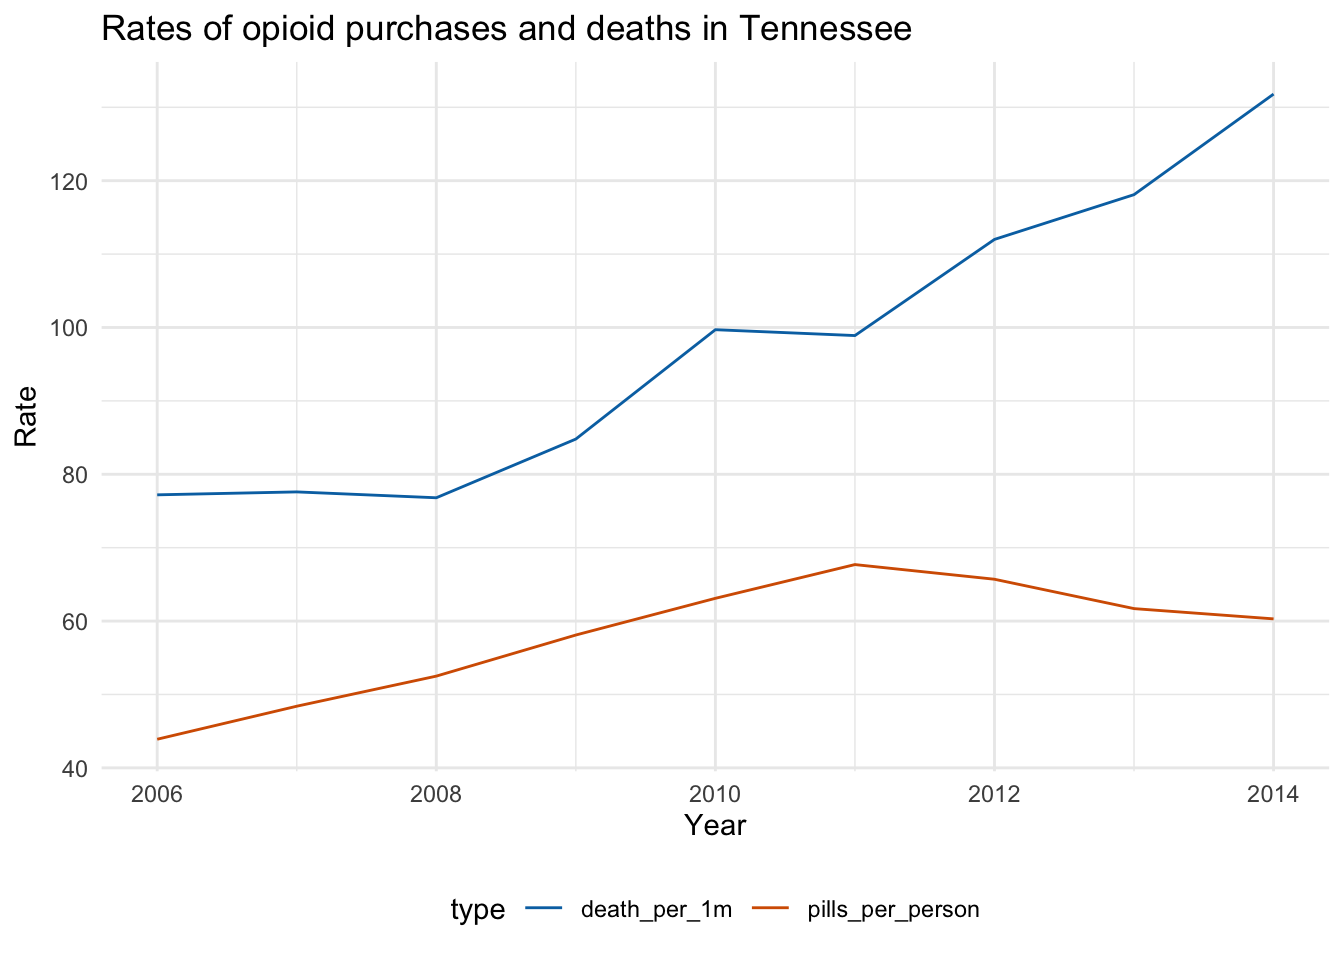 Rates of opioid purchases and deaths in Tennessee
120
100
80
60
40
Rate
2006 2008 2010 2012 2014
Year
type death_per_1m pills_per_person